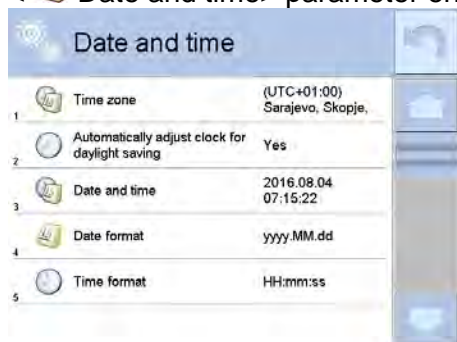 Date and time
Time zone
(UTC+01:00)
Sarajevo, Skopje,
1
Automatically adjust clock for
daylight saving
Yes
2
Date and time
2016.08.04
07:15:22
3
Date format
yyyy.MM.dd
4
Time format
HH:mm:ss
5